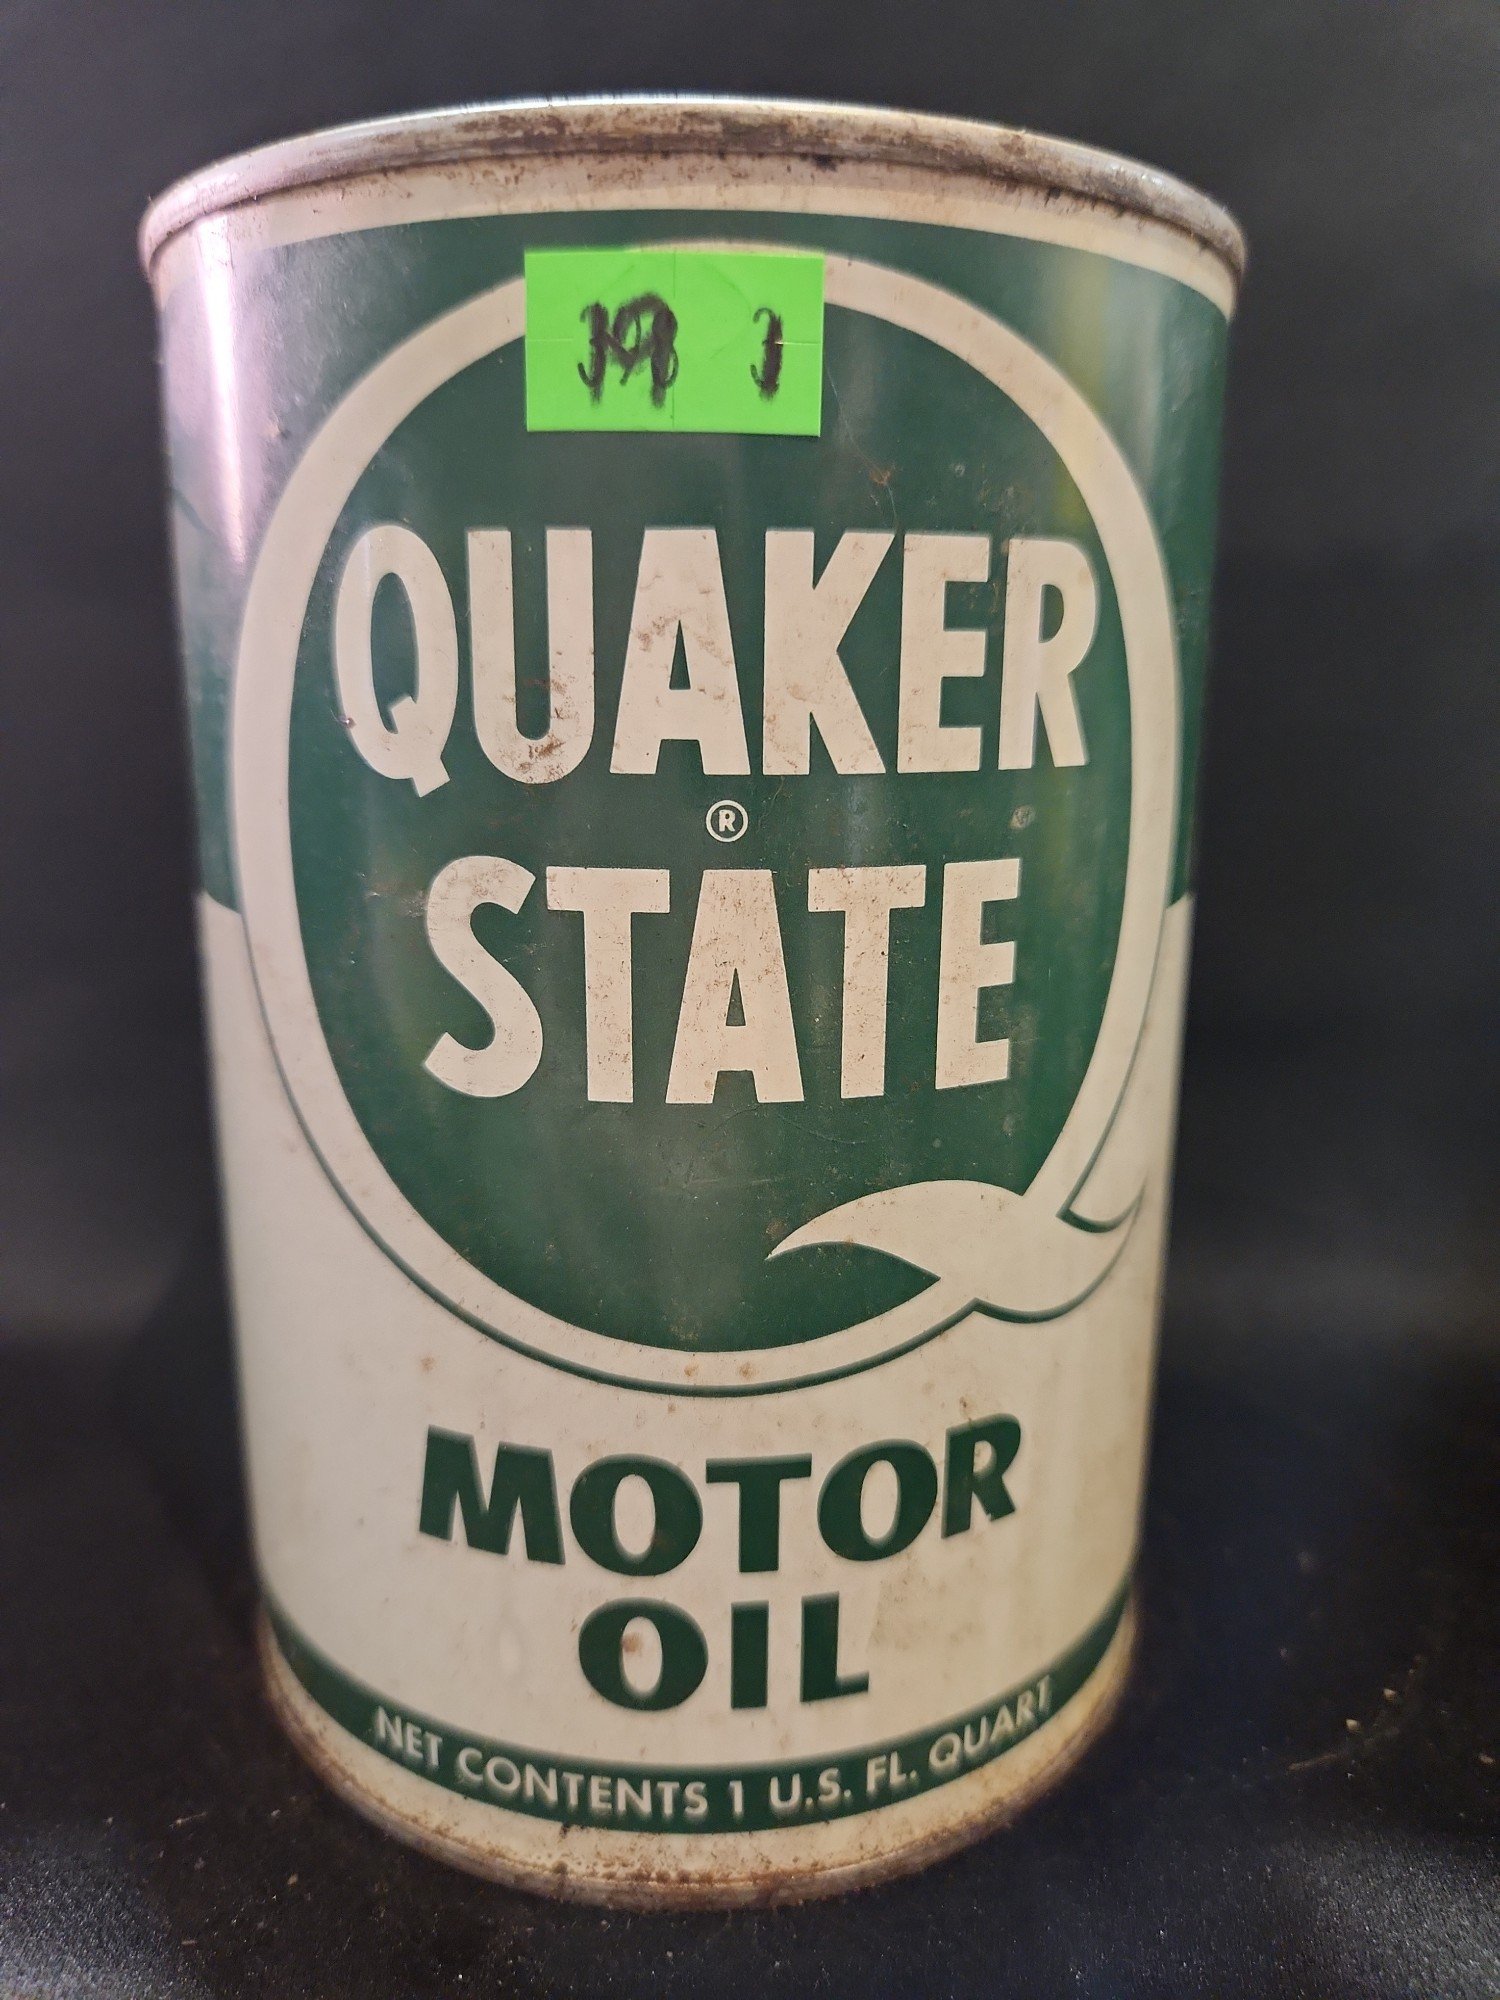 QUAKER
®
STATE
MOTOR
OIL
NET CONTENTS 1 U.S. FL. QUART